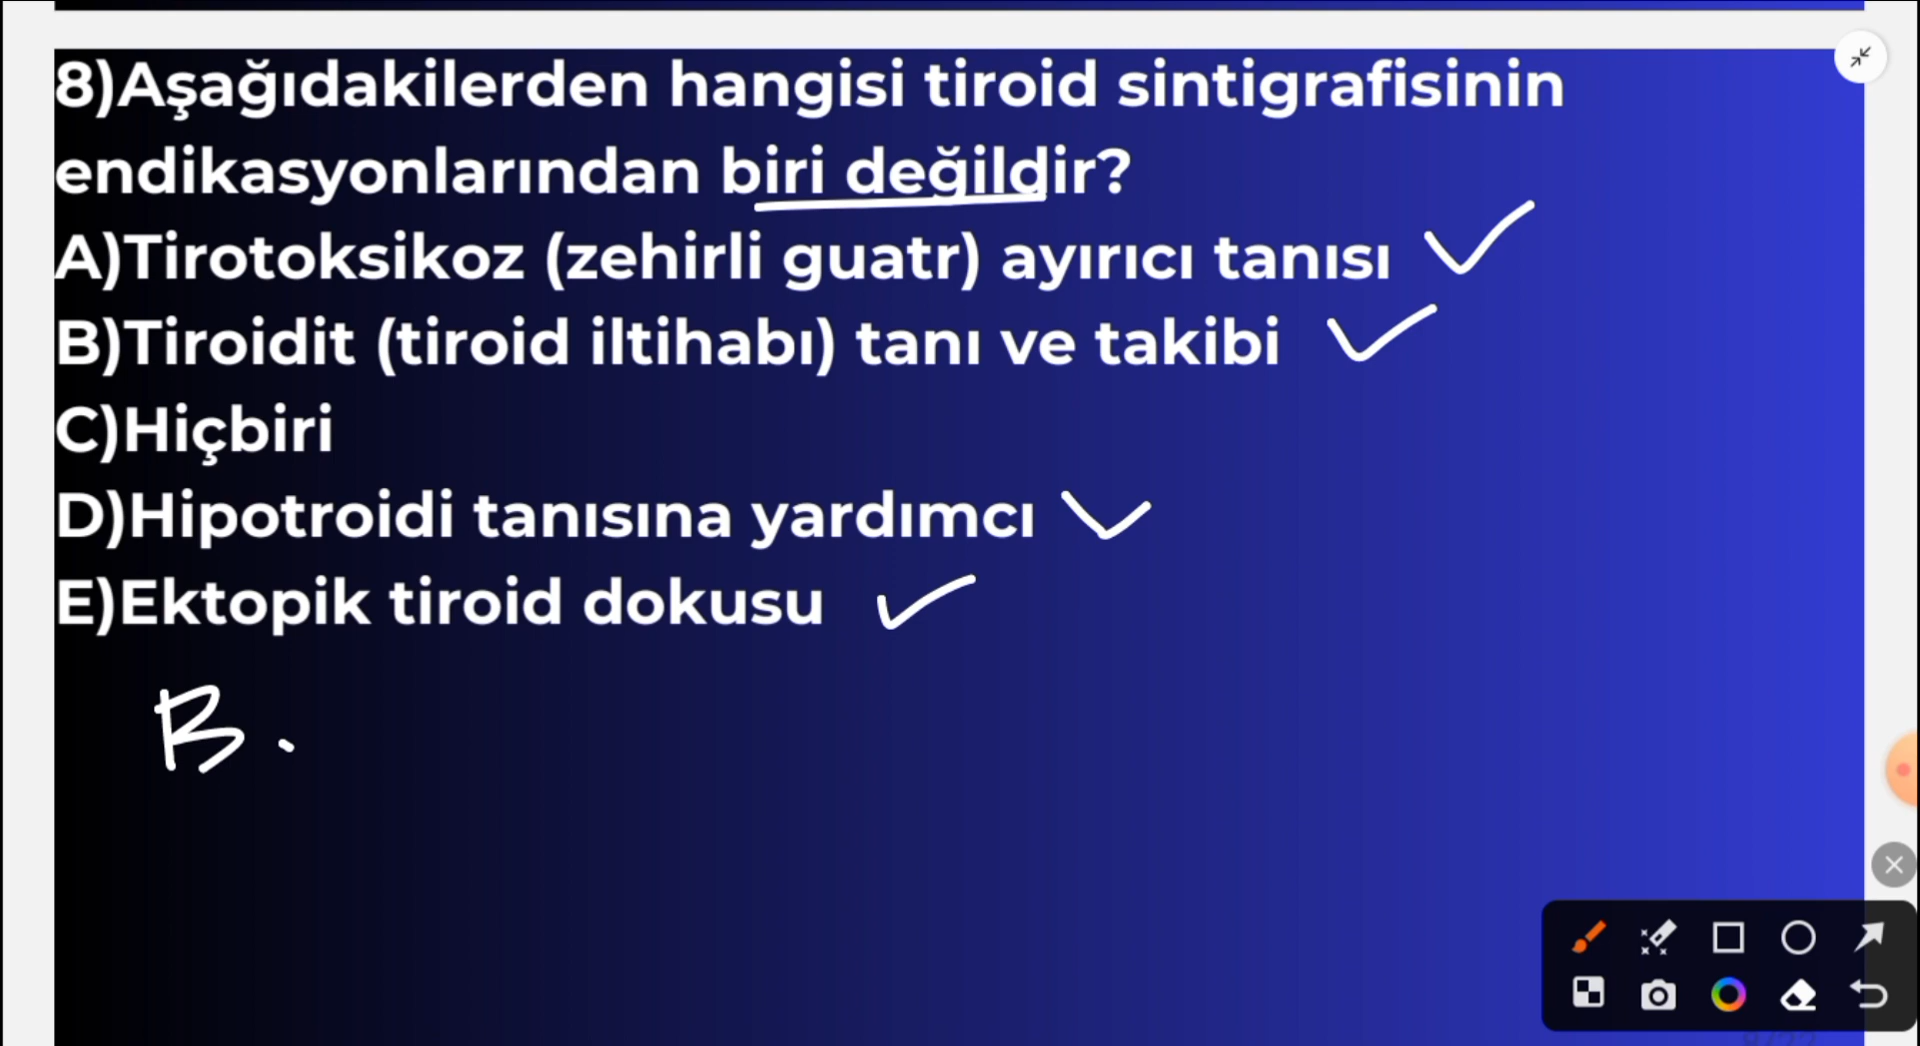 8)Aşağıdakilerden hangisi tiroid sintigrafisinin
endikasyonlarından biri değildir?
A)Tirotoksikoz (zehirli guatr) ayırıcı tanısı
B)Tiroidit (tiroid iltihabı) tanı ve takibi
C)Hiçbiri
D)Hipotroidi tanısına yardımcı
E)Ektopik tiroid dokusu
B.